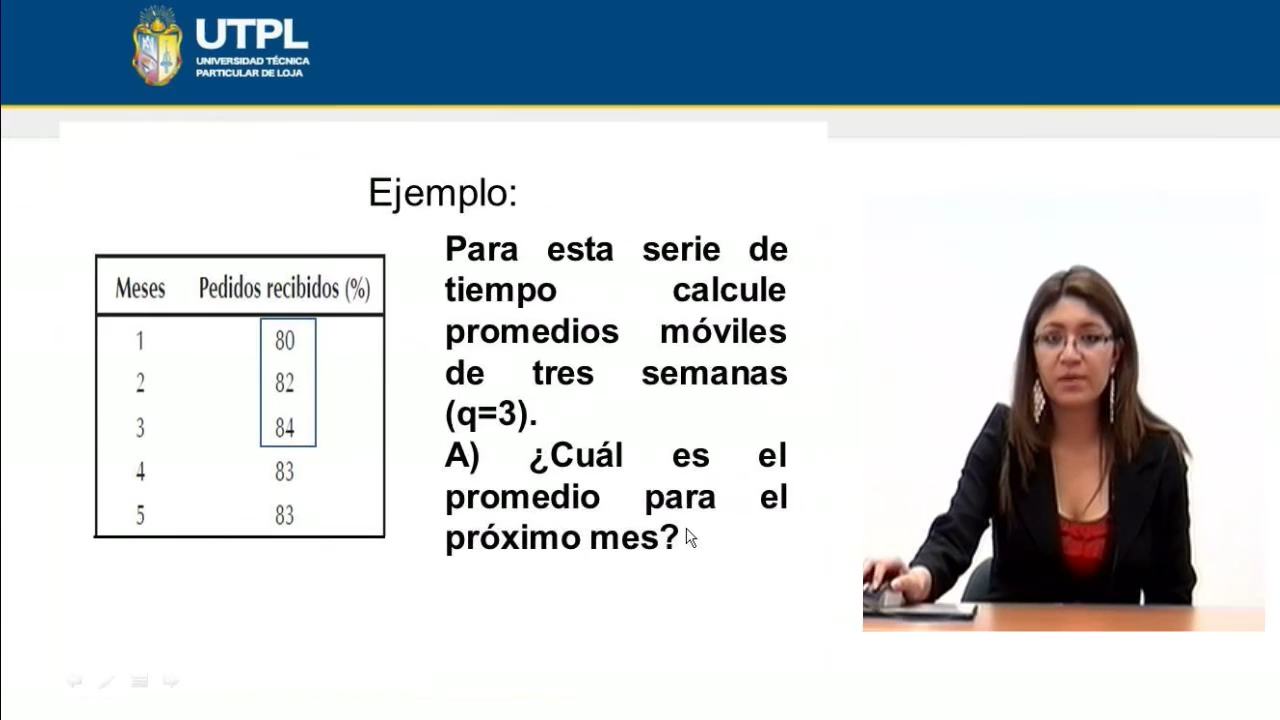 UTPL
UNIVERSIDAD TÉCNICA
PARTICULAR DE LOJA
Ejemplo:
Meses Pedidos recibidos (%)
1 80
2 82
3 84
4 83
5 83
Para esta serie de
tiempo calcule
promedios móviles
de tres semanas
(q=3).
A) ¿Cuál es el
promedio para el
próximo mes?